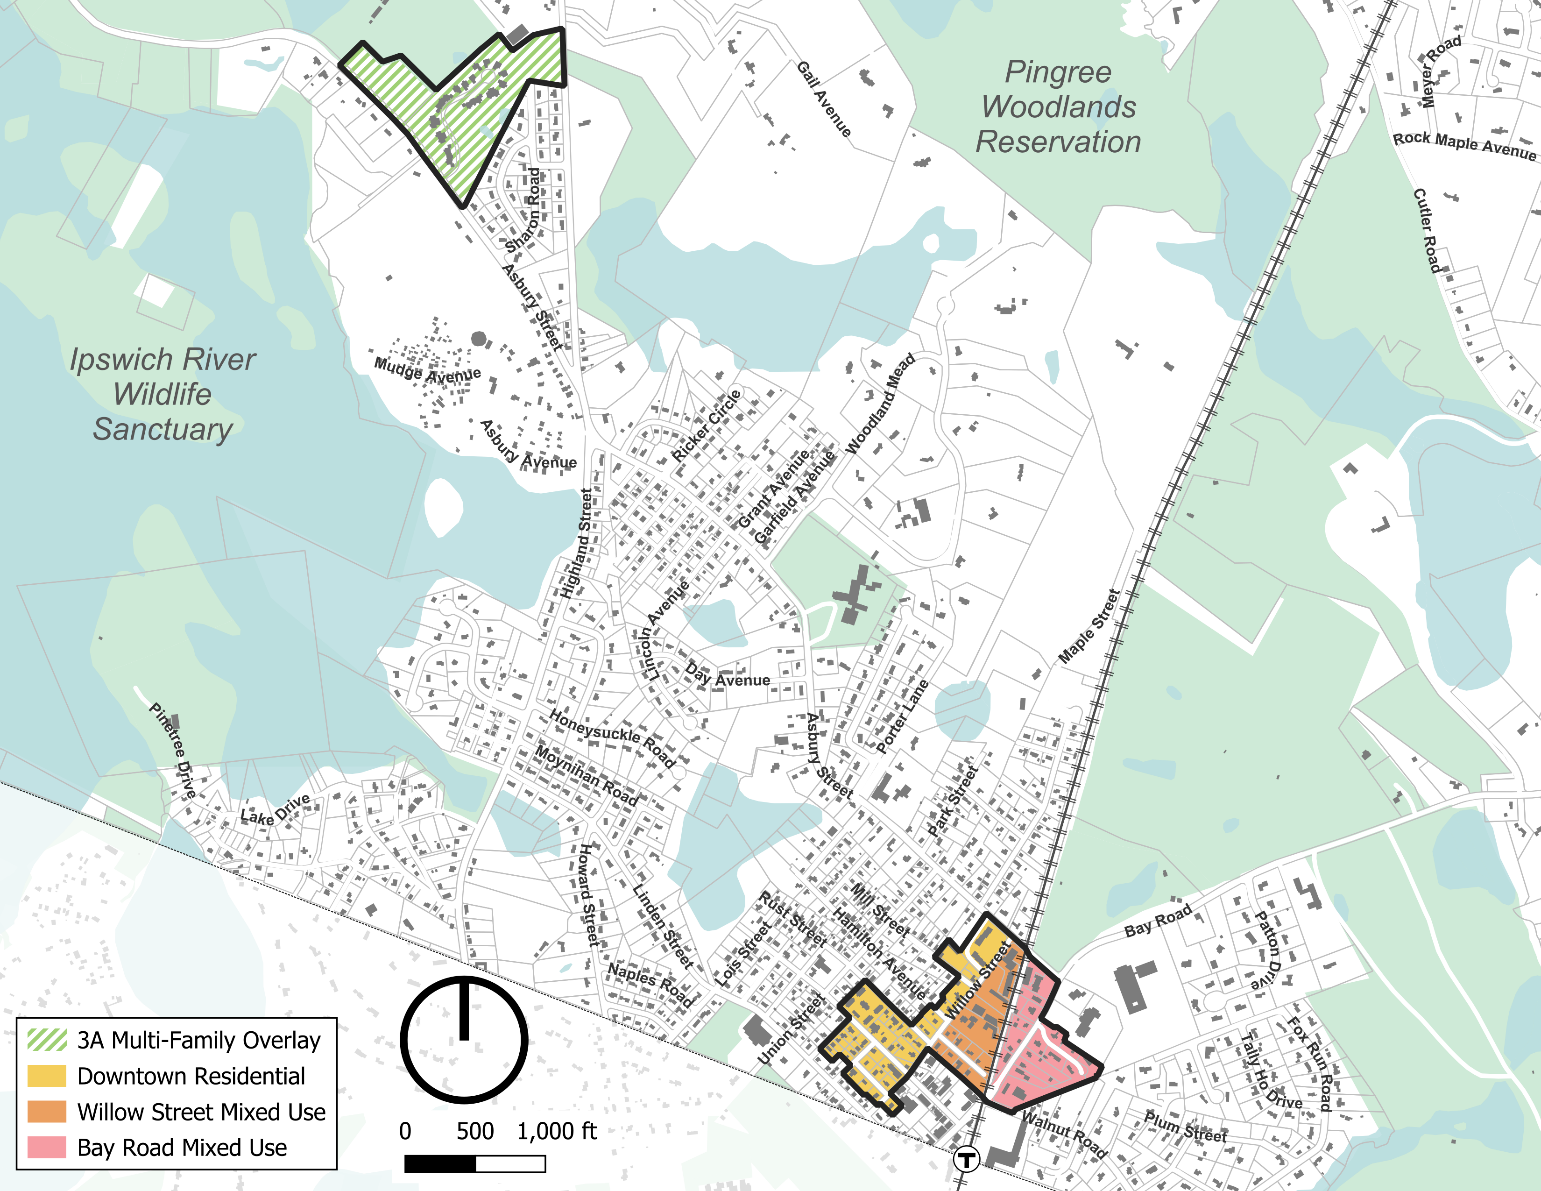 Pingree
Woodlands
Reservation
Meyer Road
Rock Maple Avenue
Cutler Road
Gail Avenue
Sharon Road
Asbury Street
Ipswich River
Wildlife
Sanctuary
Mudge Avenue
Asbury Avenue
Ricker Circle
Woodland Mead
Grant Avenue
Garfield Avenue
Highland Street
Lincoln Avenue
Day Avenue
Maple Street
Porter Lane
Asbury Street
Honeysuckle Road
Moynihan Road
Pinetree Drive
Lake Drive
Park Street
Howard Street
Linden Street
Naples Road
Lois Street
Rust Street
Mill Street
Hamilton Avenue
Union Street
Willow Street
Bay Road
Patton Drive
Fox Run Road
Tally Ho Drive
Plum Street
Walnut Road
T
3A Multi-Family Overlay
Downtown Residential
Willow Street Mixed Use
Bay Road Mixed Use
0 500 1,000 ft